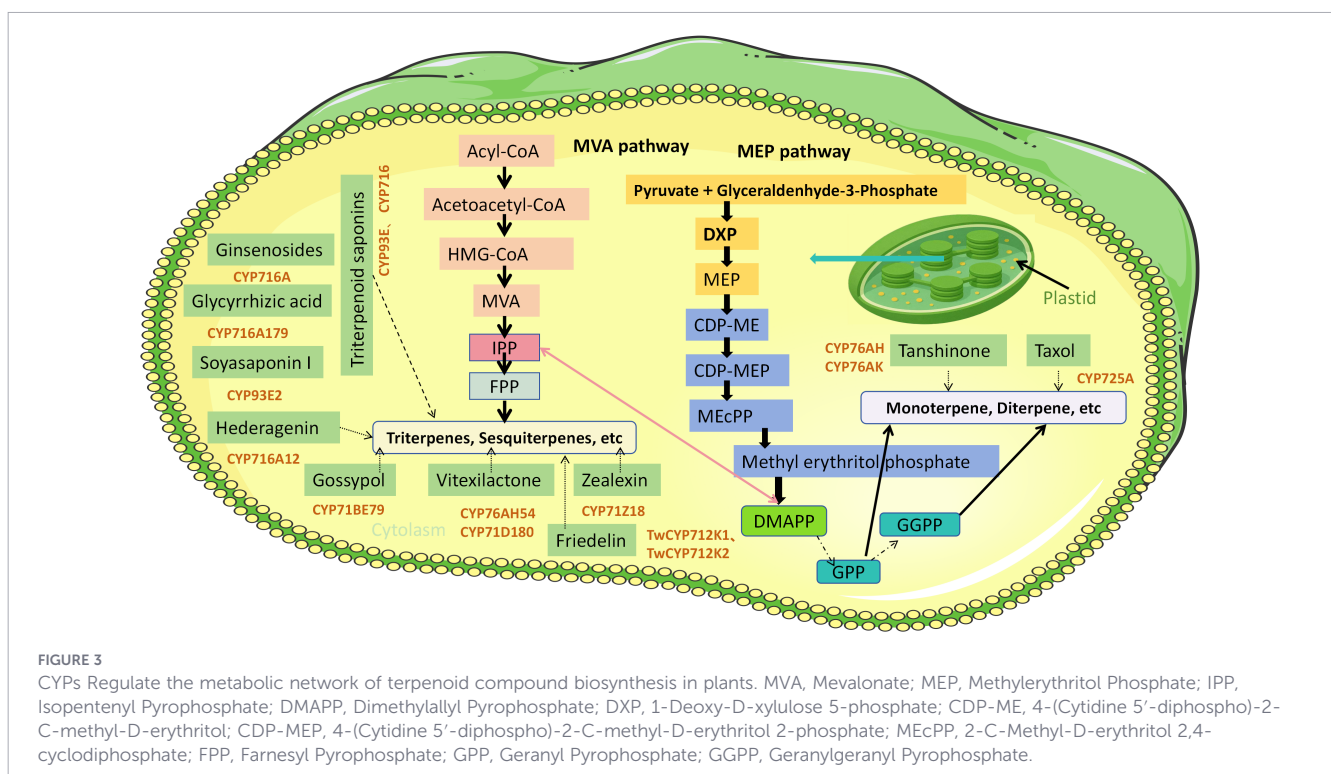 MVA pathway
MEP pathway
Acyl-CoA
Acetoacetyl-CoA
HMG-CoA
MVA
IPP
FPP
Triterpenes, Sesquiterpenes, etc
Triterpenoid saponins
CYP93E、 CYP716
Ginsenosides
CYP716A
Glycyrrhizic acid
CYP716A179
Soyasaponin I
CYP93E2
Hederagenin
CYP716A12
Gossypol
CYP71BE79
Vitexilactone
CYP76AH54
CYP71D180
Zealexin
CYP71Z18
Friedelin
TwCYP712K1、
TwCYP712K2
Cytolasm
Pyruvate + Glyceraldenhyde-3-Phosphate
DXP
MEP
CDP-ME
CDP-MEP
MEcPP
Methyl erythritol phosphate
DMAPP
GPP
GGPP
Plastid
CYP76AH
CYP76AK
Tanshinone
Taxol
CYP725A
Monoterpene, Diterpene, etc
FIGURE 3
CYPs Regulate the metabolic network of terpenoid compound biosynthesis in plants. MVA, Mevalonate; MEP, Methylerythritol Phosphate; IPP,
Isopentenyl Pyrophosphate; DMAPP, Dimethylallyl Pyrophosphate; DXP, 1-Deoxy-D-xylulose 5-phosphate; CDP-ME, 4-(Cytidine 5′-diphospho)-2-
C-methyl-D-erythritol; CDP-MEP, 4-(Cytidine 5′-diphospho)-2-C-methyl-D-erythritol 2-phosphate; MEcPP, 2-C-Methyl-D-erythritol 2,4-
cyclodiphosphate; FPP, Farnesyl Pyrophosphate; GPP, Geranyl Pyrophosphate; GGPP, Geranylgeranyl Pyrophosphate.